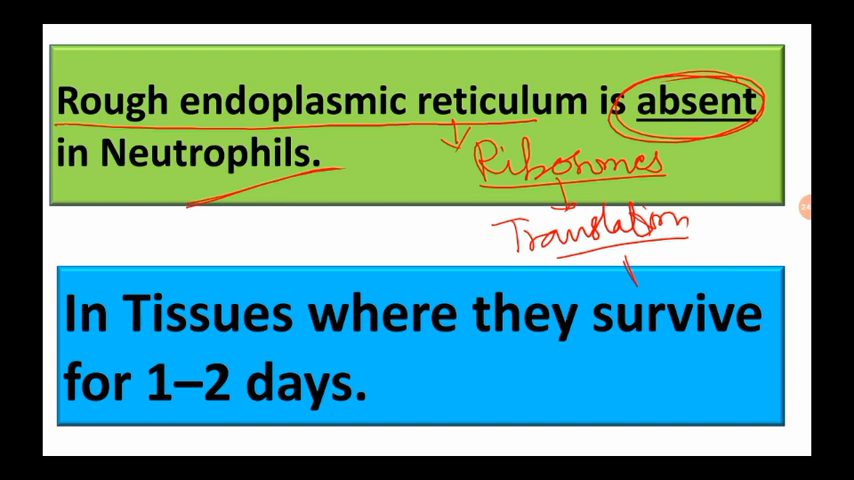 Rough endoplasmic reticulum is absent
in Neutrophils.
Ribosomes
Translation
In Tissues where they survive
for 1–2 days.